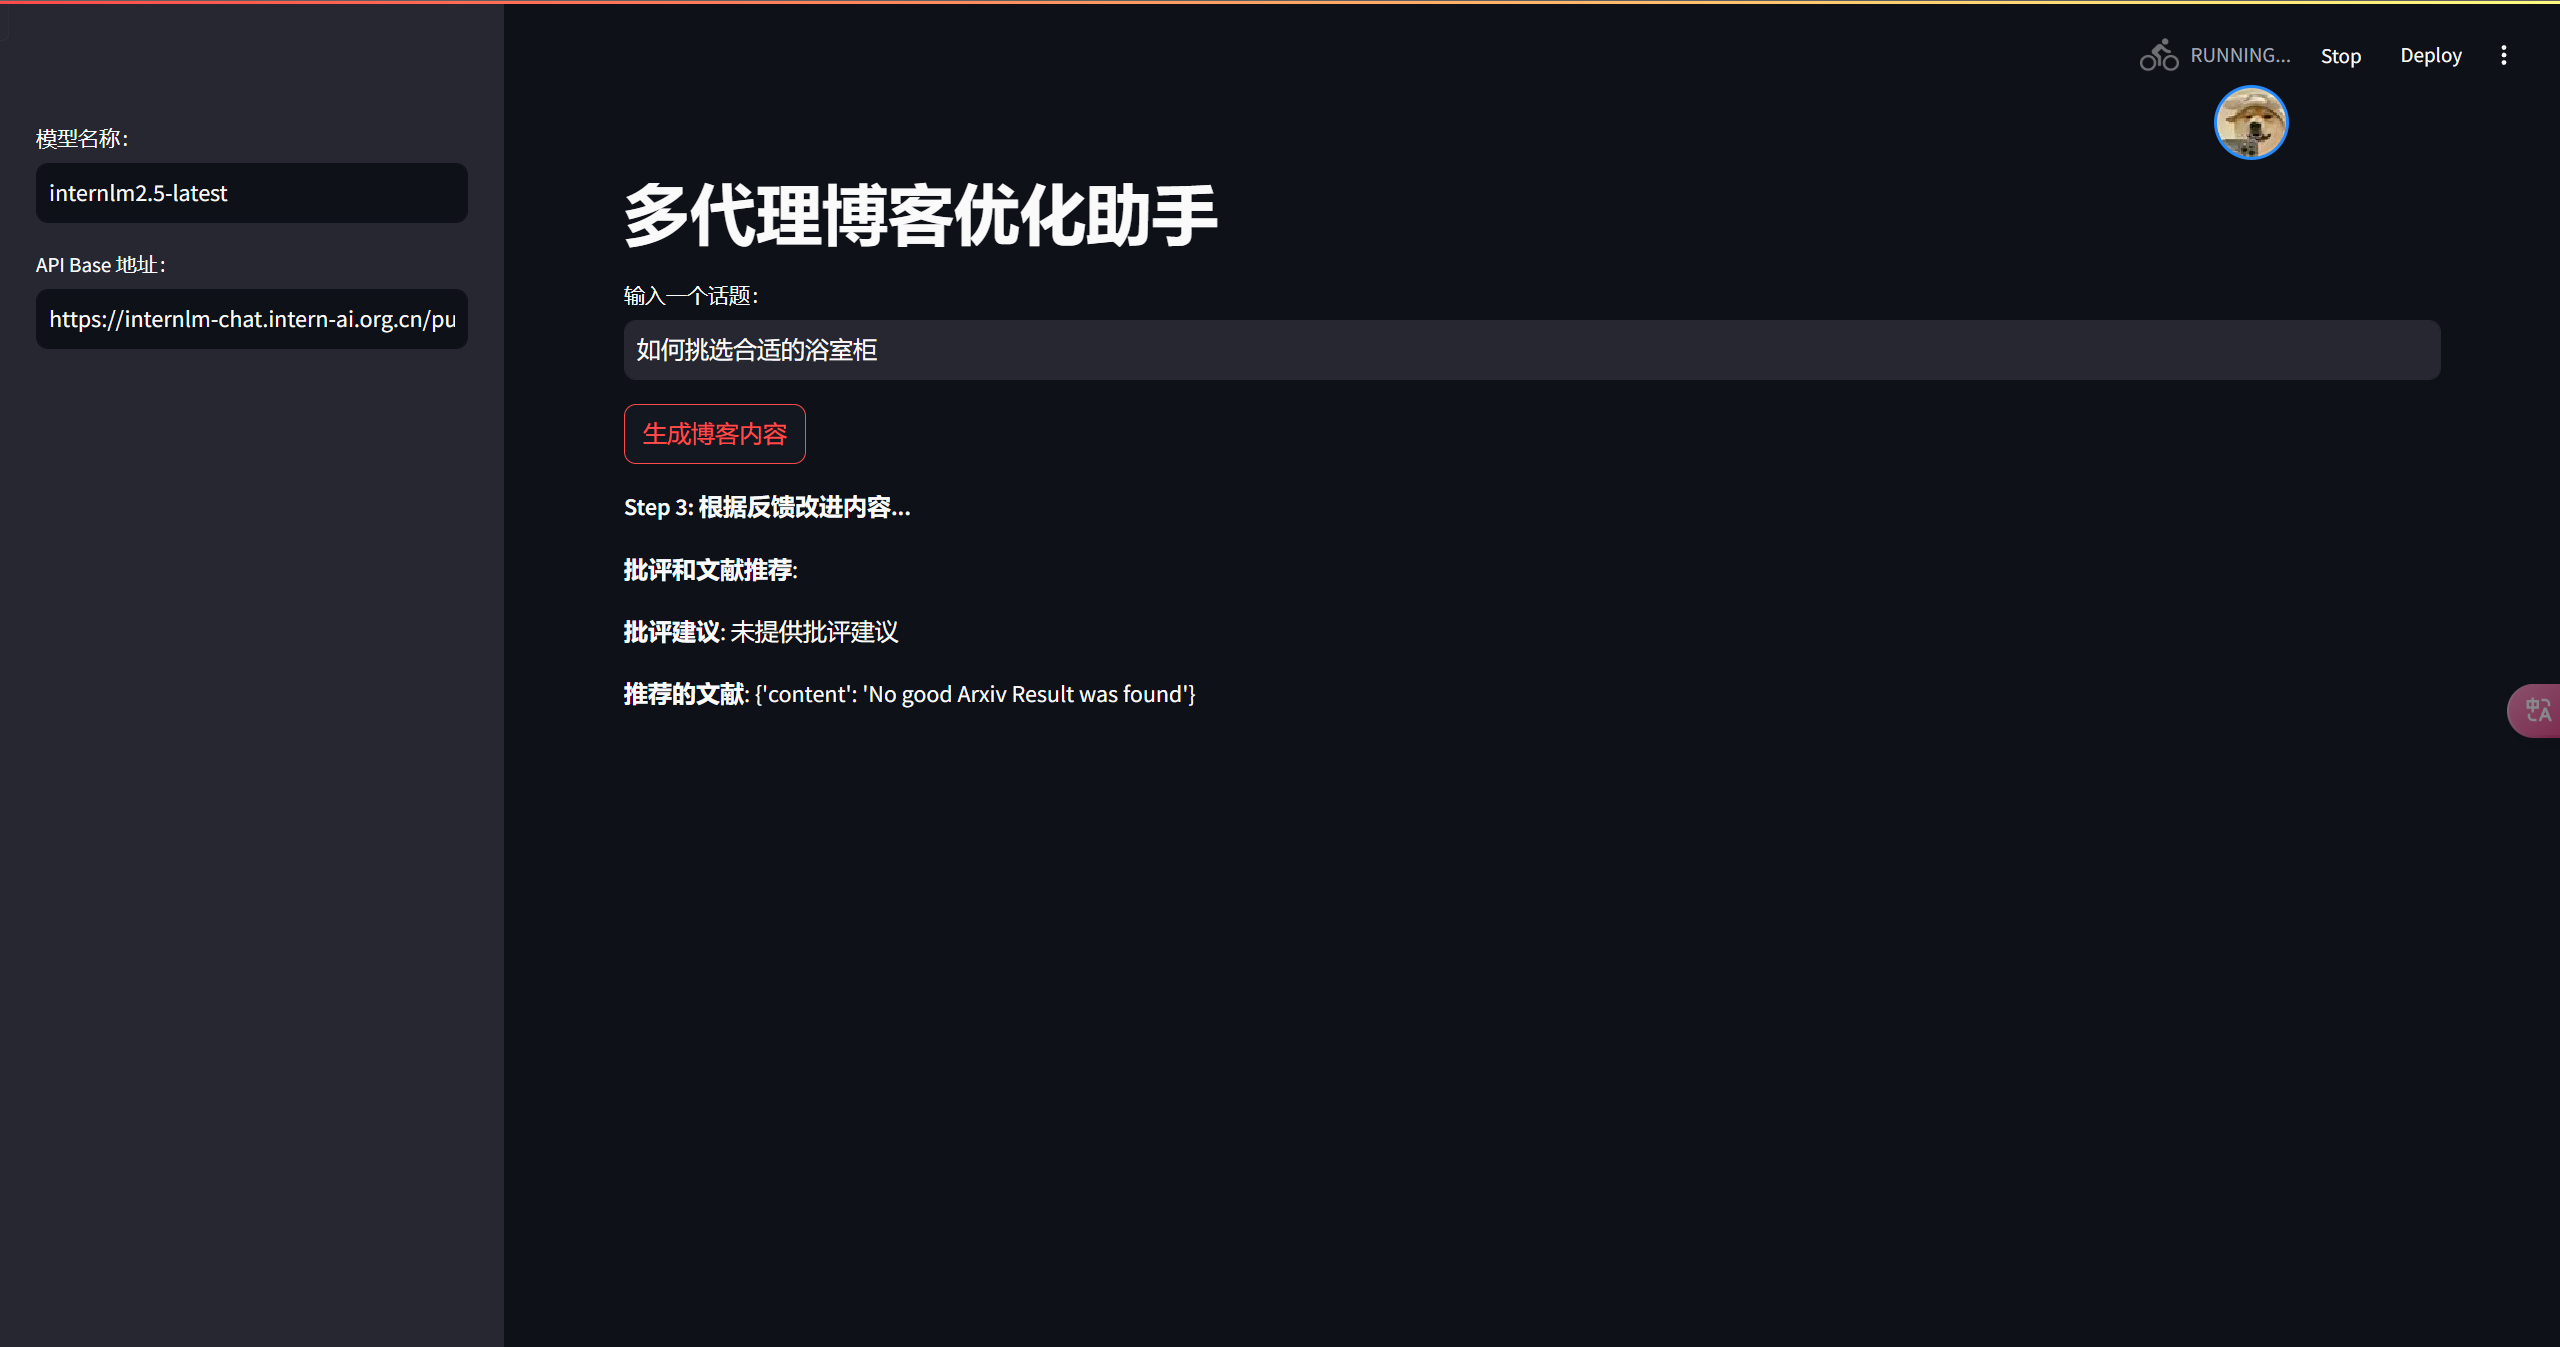 RUNNING...
Stop
Deploy
模型名称：
internlm2.5-latest
API Base 地址：
https://internlm-chat.intern-ai.org.cn/pu
多代理博客优化助手
输入一个话题：
如何挑选合适的浴室柜
生成博客内容
Step 3: 根据反馈改进内容...
批评和文献推荐:
批评建议: 未提供批评建议
推荐的文献: {'content': 'No good Arxiv Result was found'}
中A